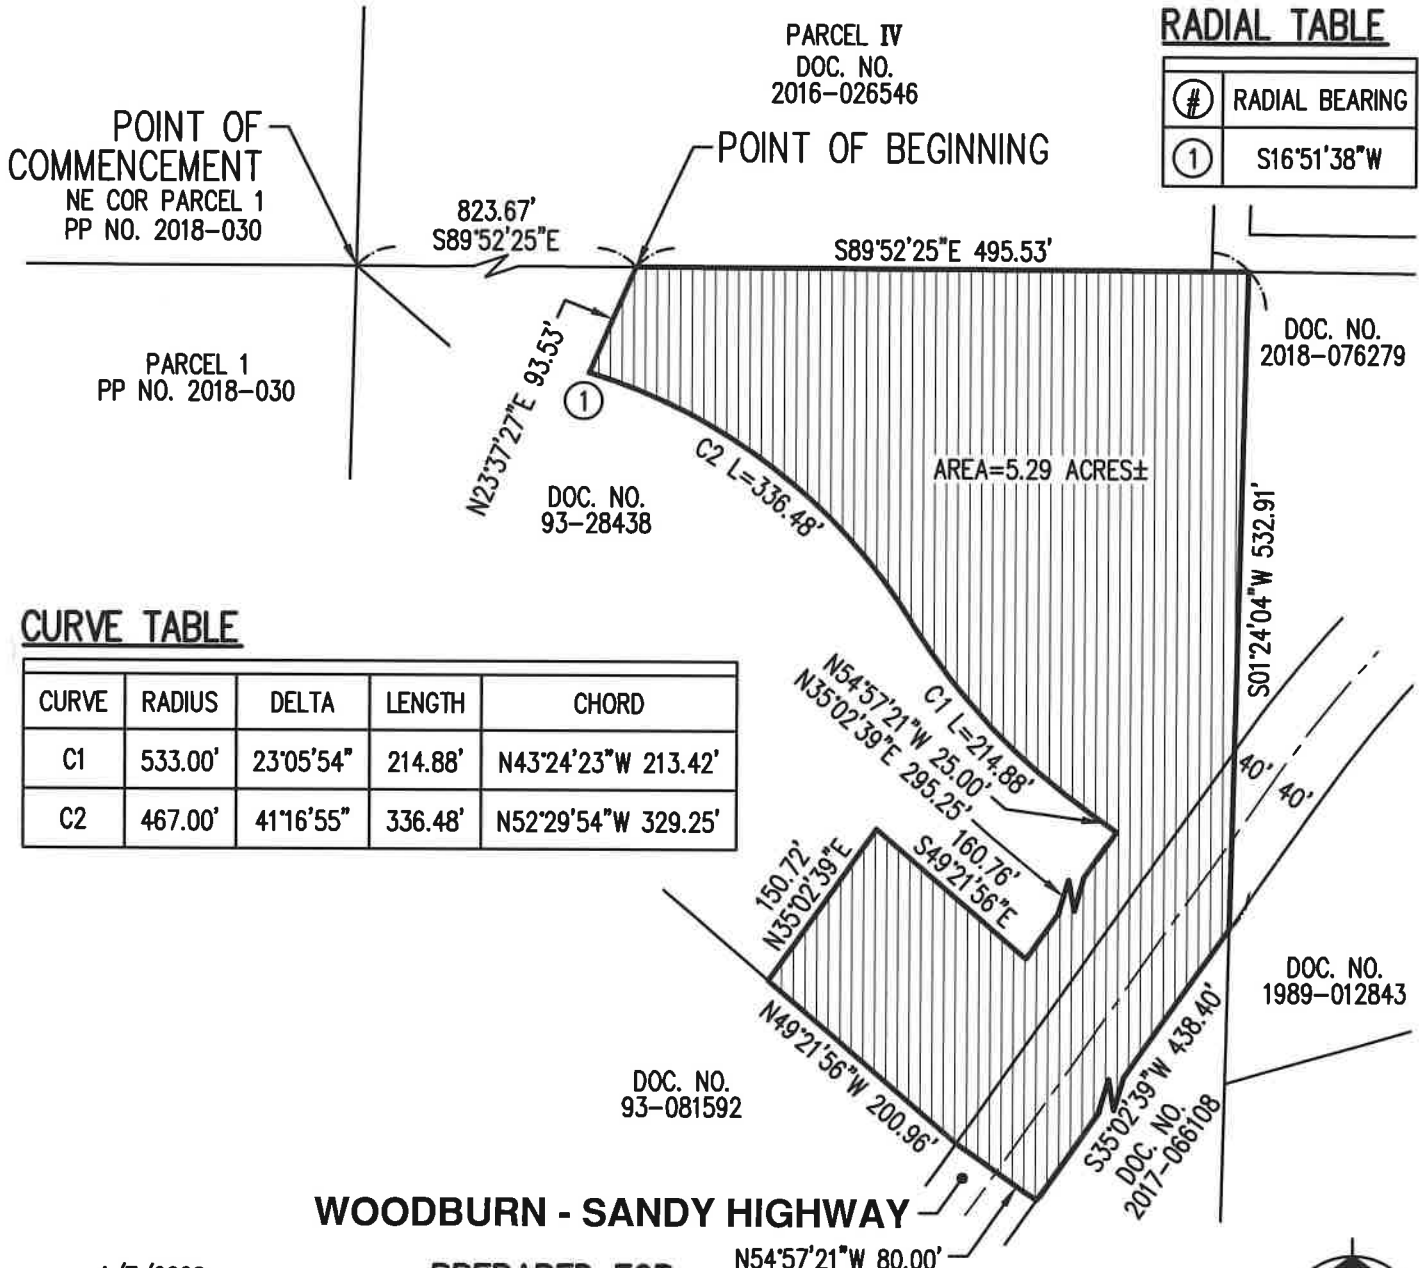 PARCEL IV
DOC. NO.
2016-026546
RADIAL TABLE
# RADIAL BEARING
1 S16°51'38"W
POINT OF
COMMENCEMENT
NE COR PARCEL 1
PP NO. 2018-030
POINT OF BEGINNING
823.67'
S89°52'25"E
S89°52'25"E 495.53'
PARCEL 1
PP NO. 2018-030
N23°37'27"E 93.53'
1
DOC. NO.
2018-076279
C2 L=336.48'
AREA=5.29 ACRES±
DOC. NO.
93-28438
S01°24'04"W 532.91'
CURVE TABLE
CURVE RADIUS DELTA LENGTH CHORD
C1 533.00' 23°05'54" 214.88' N43°24'23"W 213.42'
C2 467.00' 41°16'55" 336.48' N52°29'54"W 329.25'
C1 L=214.88'
N54°57'21"W 25.00'
N35°02'39"E 295.25'
40'
40'
160.76'
S49°21'56"E
150.72'
N35°02'39"E
DOC. NO.
1989-012843
N49°21'56"W 200.96'
S35°02'39"W 438.40'
DOC. NO.
2017-066108
DOC. NO.
93-081592
WOODBURN - SANDY HIGHWAY
N54°57'21"W 80.00'
PREPARED FOR